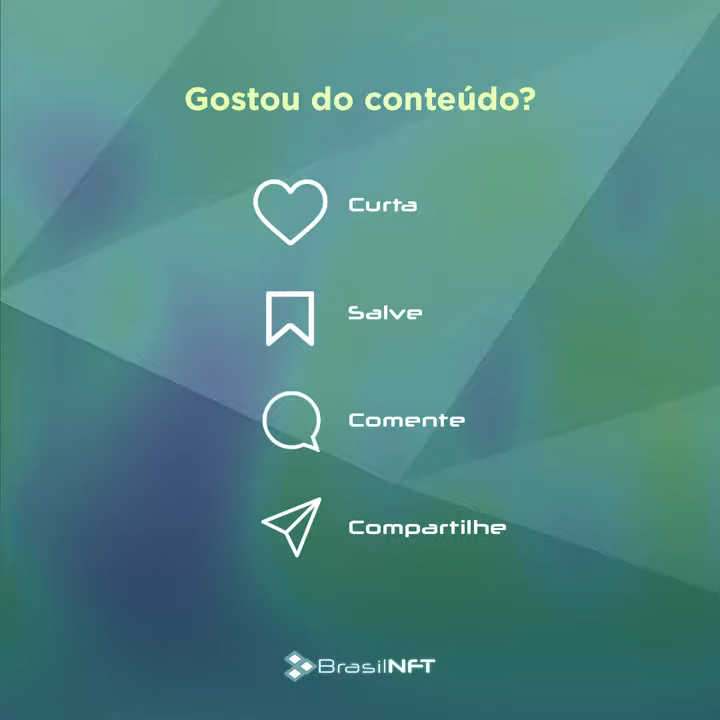 Gostou do conteúdo?
Curta
Salve
Comente
Compartilhe
BrasilNFT